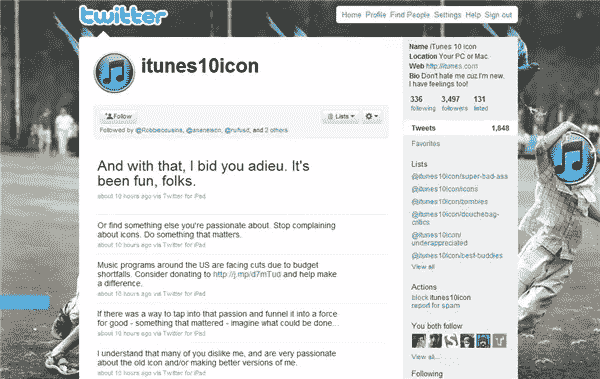 twitter
Home Profile Find People Settings Help Sign out
itunes10icon
Follow
Lists
Followed by @Robbiecousins, @ananelson, @rufusd, and 2 others
And with that, I bid you adieu. It's
been fun, folks.
about 10 hours ago via Twitter for iPad
Or find something else you're passionate about. Stop complaining
about icons. Do something that matters.
about 10 hours ago via Twitter for iPad
Music programs around the US are facing cuts due to budget
shortfalls. Consider donating to http://j.mp/d7mTud and help make
a difference.
about 10 hours ago via Twitter for iPad
If there was a way to tap into that passion and funnel it into a force
for good - something that mattered - imagine what could be done...
about 10 hours ago via Twitter for iPad
I understand that many of you dislike me, and are very passionate
about the old icon and/or making better versions of me.
Name iTunes 10 icon
Location Your PC or Mac
Web http://itunes.com
Bio Don't hate me cuz I'm new.
I have feelings too!
336 3,497 131
following followers listed
Tweets 1,848
Favorites
Lists
@itunes10icon/super-bad-ass
@itunes10icon/icons
@itunes10icon/zombies
@itunes10icon/douchebag-
critics
@itunes10icon/
underappreciated
@itunes10icon/best-buddies
View all
Actions
block itunes10icon
report for spam
You both follow
View all...
Following